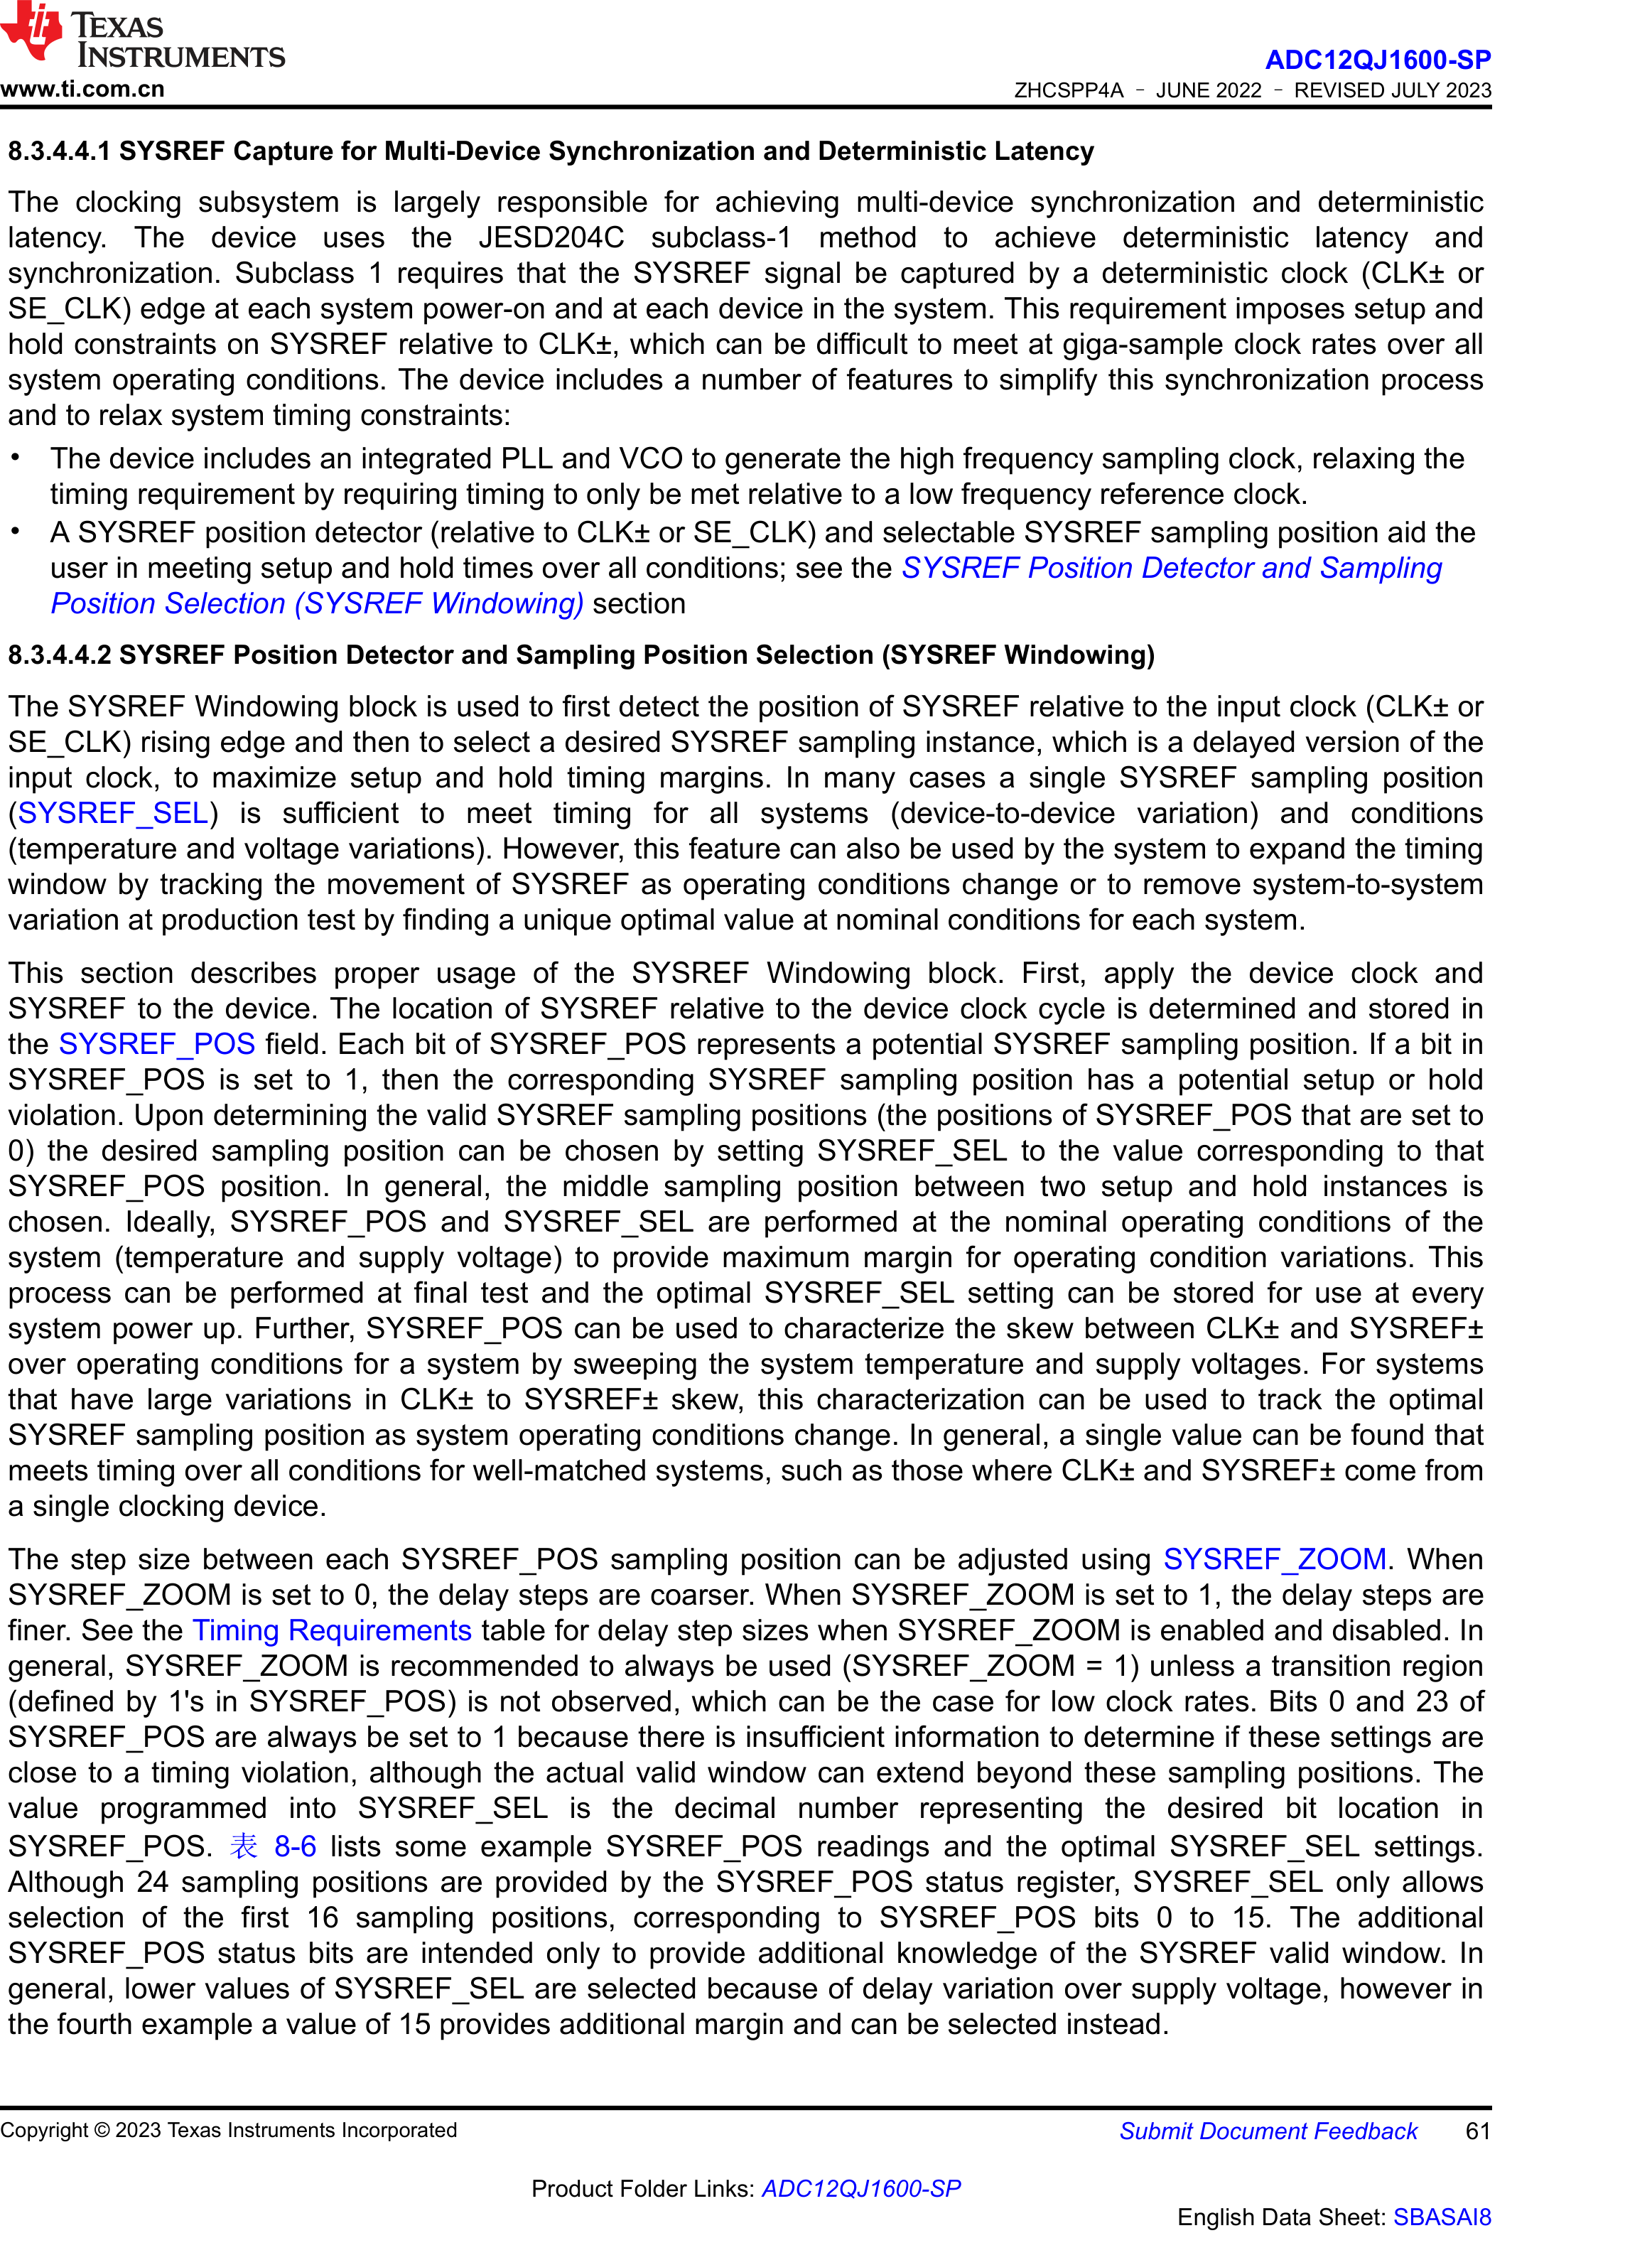 TEXAS
INSTRUMENTS
www.ti.com.cn
ADC12QJ1600-SP
ZHCSPP4A – JUNE 2022 – REVISED JULY 2023
8.3.4.4.1 SYSREF Capture for Multi-Device Synchronization and Deterministic Latency
The clocking subsystem is largely responsible for achieving multi-device synchronization and deterministic
latency. The device uses the JESD204C subclass-1 method to achieve deterministic latency and
synchronization. Subclass 1 requires that the SYSREF signal be captured by a deterministic clock (CLK± or
SE_CLK) edge at each system power-on and at each device in the system. This requirement imposes setup and
hold constraints on SYSREF relative to CLK±, which can be difficult to meet at giga-sample clock rates over all
system operating conditions. The device includes a number of features to simplify this synchronization process
and to relax system timing constraints:
• The device includes an integrated PLL and VCO to generate the high frequency sampling clock, relaxing the
timing requirement by requiring timing to only be met relative to a low frequency reference clock.
• A SYSREF position detector (relative to CLK± or SE_CLK) and selectable SYSREF sampling position aid the
user in meeting setup and hold times over all conditions; see the SYSREF Position Detector and Sampling
Position Selection (SYSREF Windowing) section
8.3.4.4.2 SYSREF Position Detector and Sampling Position Selection (SYSREF Windowing)
The SYSREF Windowing block is used to first detect the position of SYSREF relative to the input clock (CLK± or
SE_CLK) rising edge and then to select a desired SYSREF sampling instance, which is a delayed version of the
input clock, to maximize setup and hold timing margins. In many cases a single SYSREF sampling position
(SYSREF_SEL) is sufficient to meet timing for all systems (device-to-device variation) and conditions
(temperature and voltage variations). However, this feature can also be used by the system to expand the timing
window by tracking the movement of SYSREF as operating conditions change or to remove system-to-system
variation at production test by finding a unique optimal value at nominal conditions for each system.
This section describes proper usage of the SYSREF Windowing block. First, apply the device clock and
SYSREF to the device. The location of SYSREF relative to the device clock cycle is determined and stored in
the SYSREF_POS field. Each bit of SYSREF_POS represents a potential SYSREF sampling position. If a bit in
SYSREF_POS is set to 1, then the corresponding SYSREF sampling position has a potential setup or hold
violation. Upon determining the valid SYSREF sampling positions (the positions of SYSREF_POS that are set to
0) the desired sampling position can be chosen by setting SYSREF_SEL to the value corresponding to that
SYSREF_POS position. In general, the middle sampling position between two setup and hold instances is
chosen. Ideally, SYSREF_POS and SYSREF_SEL are performed at the nominal operating conditions of the
system (temperature and supply voltage) to provide maximum margin for operating condition variations. This
process can be performed at final test and the optimal SYSREF_SEL setting can be stored for use at every
system power up. Further, SYSREF_POS can be used to characterize the skew between CLK± and SYSREF±
over operating conditions for a system by sweeping the system temperature and supply voltages. For systems
that have large variations in CLK± to SYSREF± skew, this characterization can be used to track the optimal
SYSREF sampling position as system operating conditions change. In general, a single value can be found that
meets timing over all conditions for well-matched systems, such as those where CLK± and SYSREF± come from
a single clocking device.
The step size between each SYSREF_POS sampling position can be adjusted using SYSREF_ZOOM. When
SYSREF_ZOOM is set to 0, the delay steps are coarser. When SYSREF_ZOOM is set to 1, the delay steps are
finer. See the Timing Requirements table for delay step sizes when SYSREF_ZOOM is enabled and disabled. In
general, SYSREF_ZOOM is recommended to always be used (SYSREF_ZOOM = 1) unless a transition region
(defined by 1's in SYSREF_POS) is not observed, which can be the case for low clock rates. Bits 0 and 23 of
SYSREF_POS are always be set to 1 because there is insufficient information to determine if these settings are
close to a timing violation, although the actual valid window can extend beyond these sampling positions. The
value programmed into SYSREF_SEL is the decimal number representing the desired bit location in
SYSREF_POS. 表 8-6 lists some example SYSREF_POS readings and the optimal SYSREF_SEL settings.
Although 24 sampling positions are provided by the SYSREF_POS status register, SYSREF_SEL only allows
selection of the first 16 sampling positions, corresponding to SYSREF_POS bits 0 to 15. The additional
SYSREF_POS status bits are intended only to provide additional knowledge of the SYSREF valid window. In
general, lower values of SYSREF_SEL are selected because of delay variation over supply voltage, however in
the fourth example a value of 15 provides additional margin and can be selected instead.
Copyright © 2023 Texas Instruments Incorporated
Submit Document Feedback 61
Product Folder Links: ADC12QJ1600-SP
English Data Sheet: SBASAI8